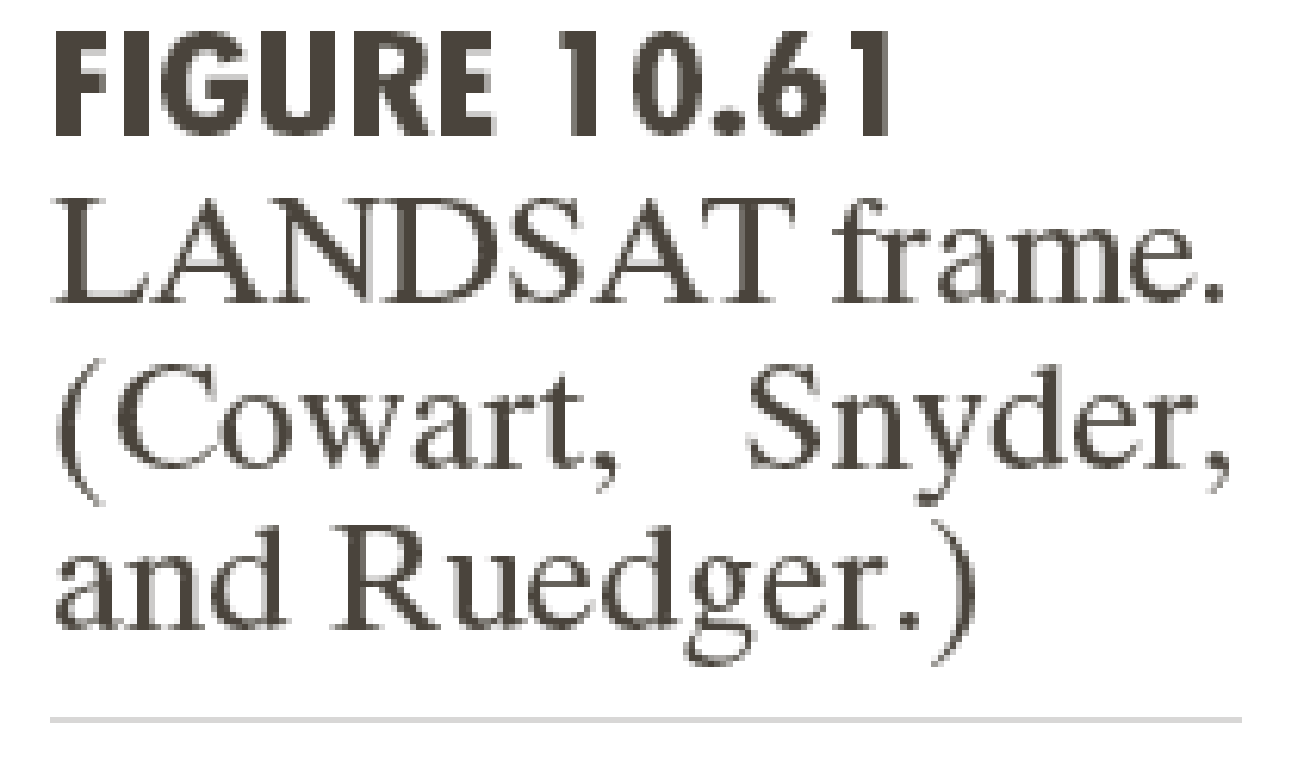 FIGURE 10.61
LANDSAT frame.
(Cowart, Snyder,
and Ruedger.)